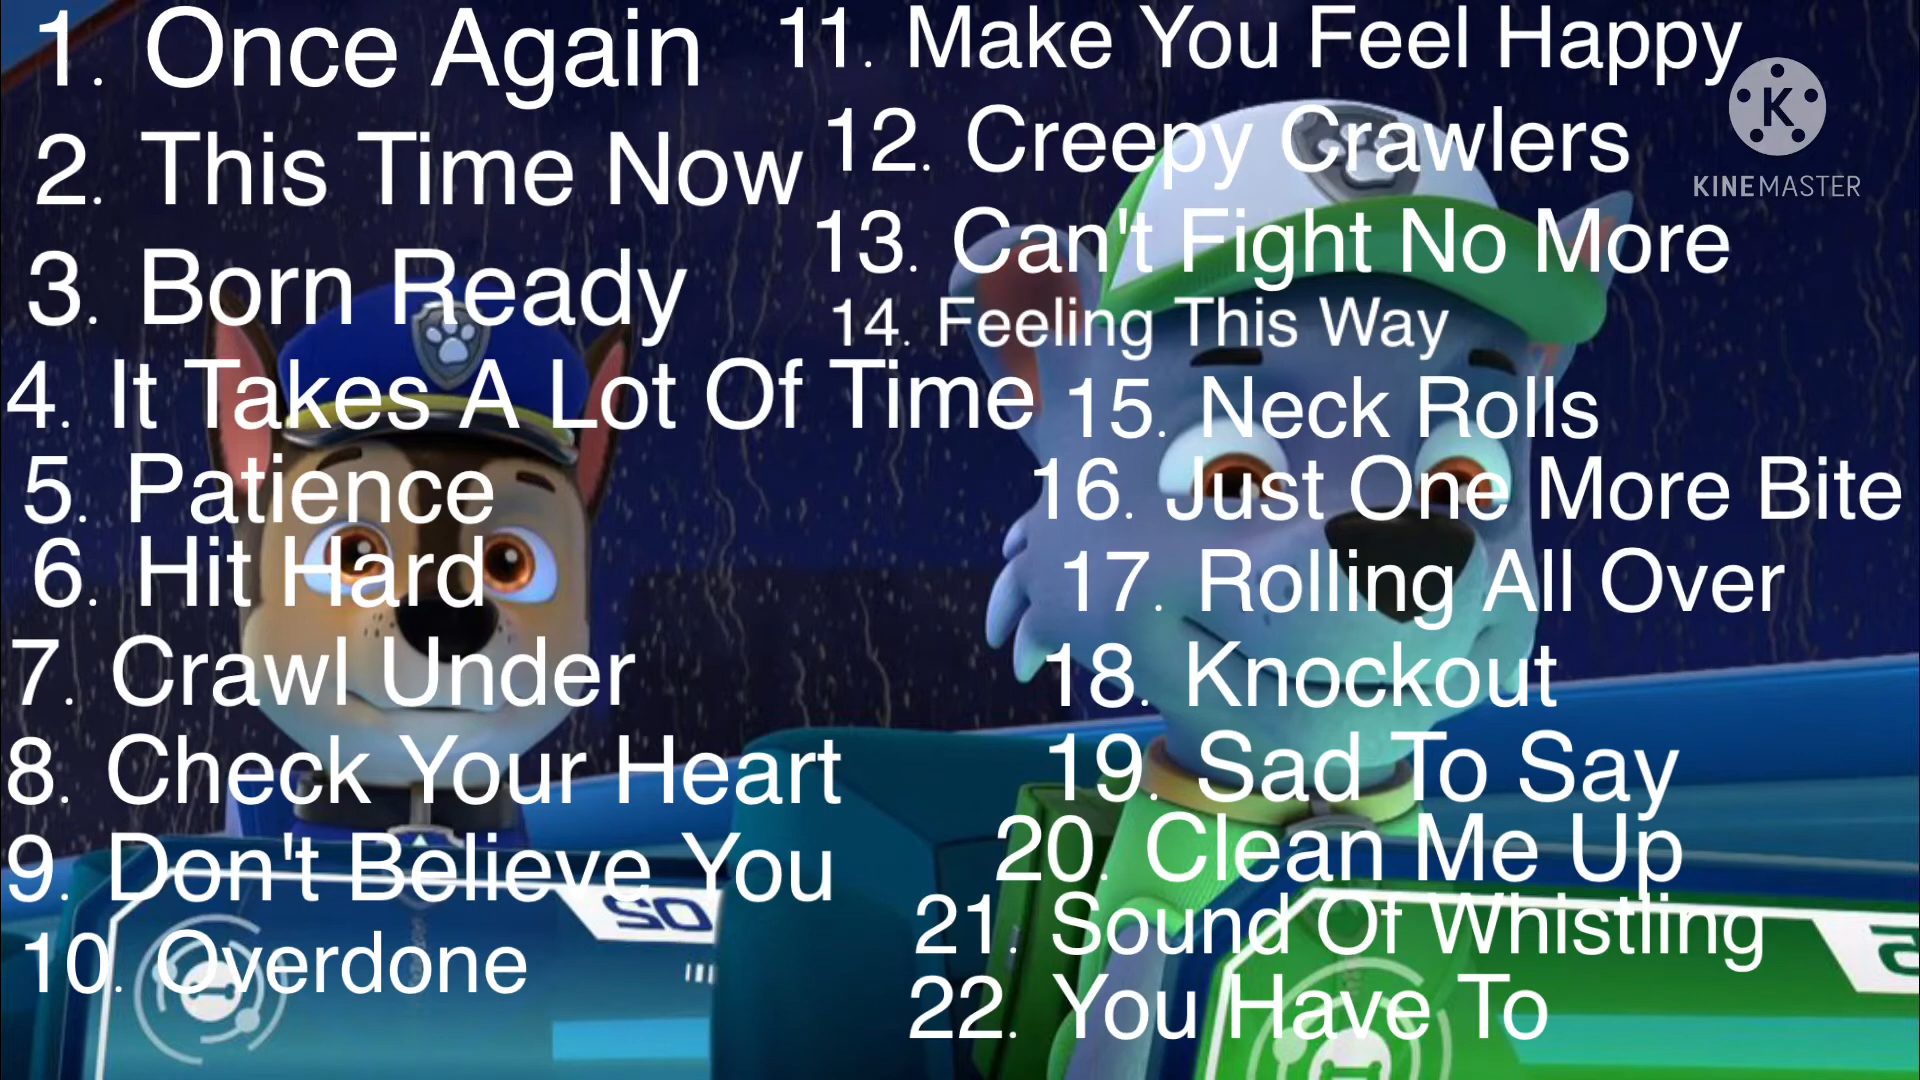 1. Once Again
2. This Time Now
3. Born Ready
4. It Takes A Lot Of Time
5. Patience
6. Hit Hard
7. Crawl Under
8. Check Your Heart
9. Don't Believe You
10. Overdone
11. Make You Feel Happy
12. Creepy Crawlers
13. Can't Fight No More
14. Feeling This Way
15. Neck Rolls
16. Just One More Bite
17. Rolling All Over
18. Knockout
19. Sad To Say
20. Clean Me Up
21. Sound Of Whistling
22. You Have To
K
KINEMASTER